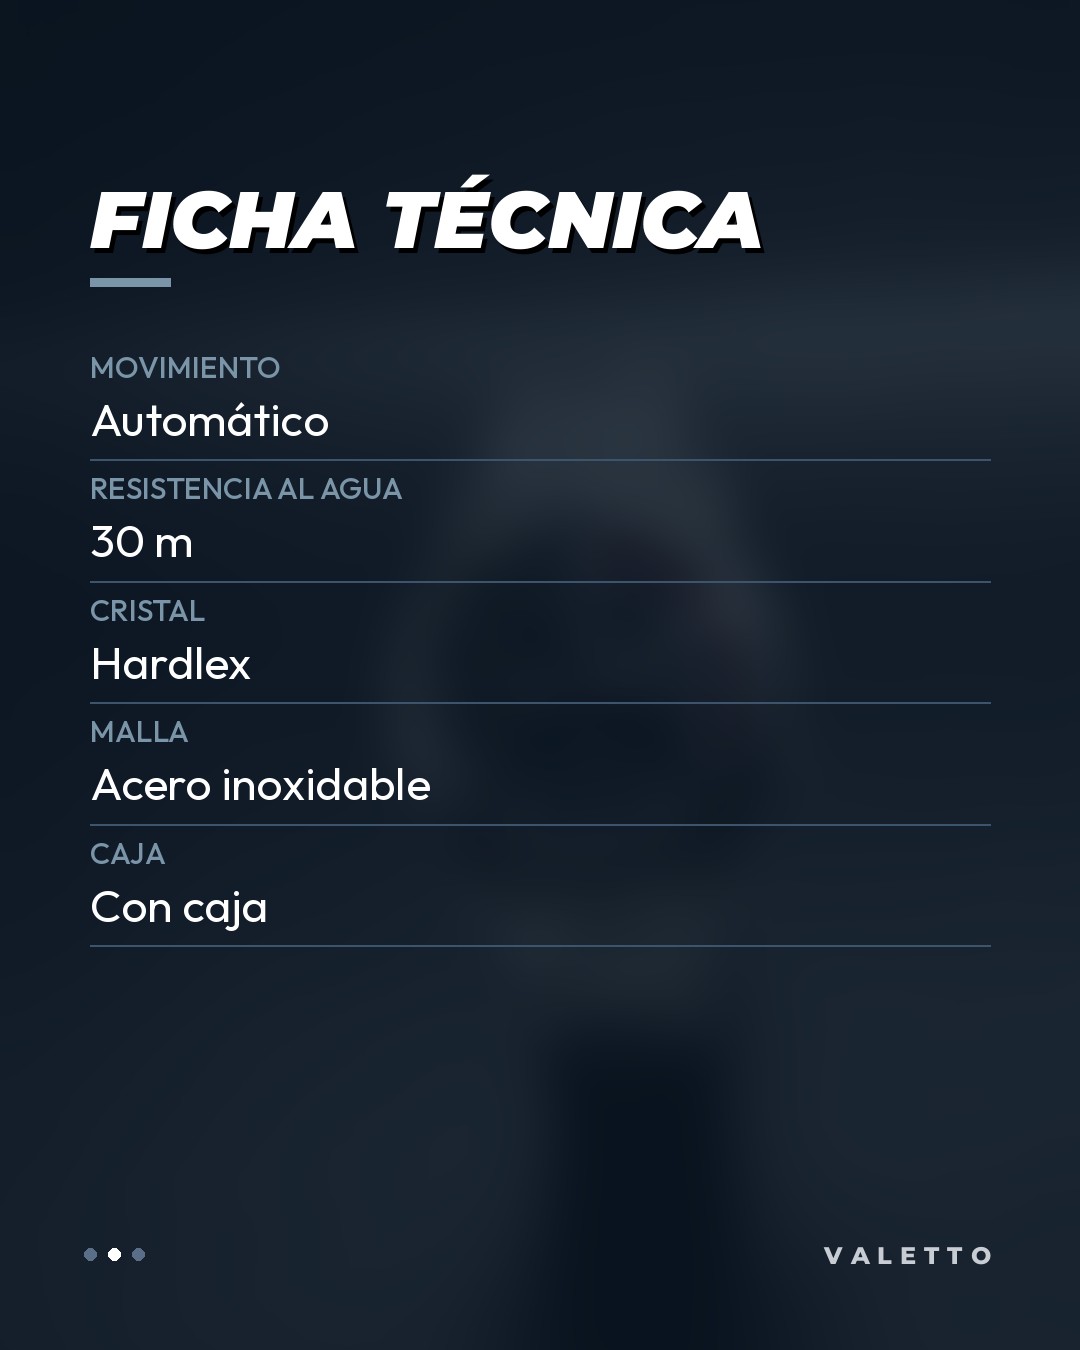 FICHA TÉCNICA
MOVIMIENTO
Automático
RESISTENCIA AL AGUA
30 m
CRISTAL
Hardlex
MALLA
Acero inoxidable
CAJA
Con caja
VALETTO